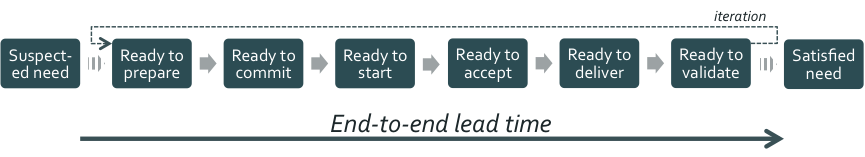 iteration
Suspect-
ed need
Ready to
prepare
Ready to
commit
Ready to
start
Ready to
accept
Ready to
deliver
Ready to
validate
Satisfied
need
End-to-end lead time